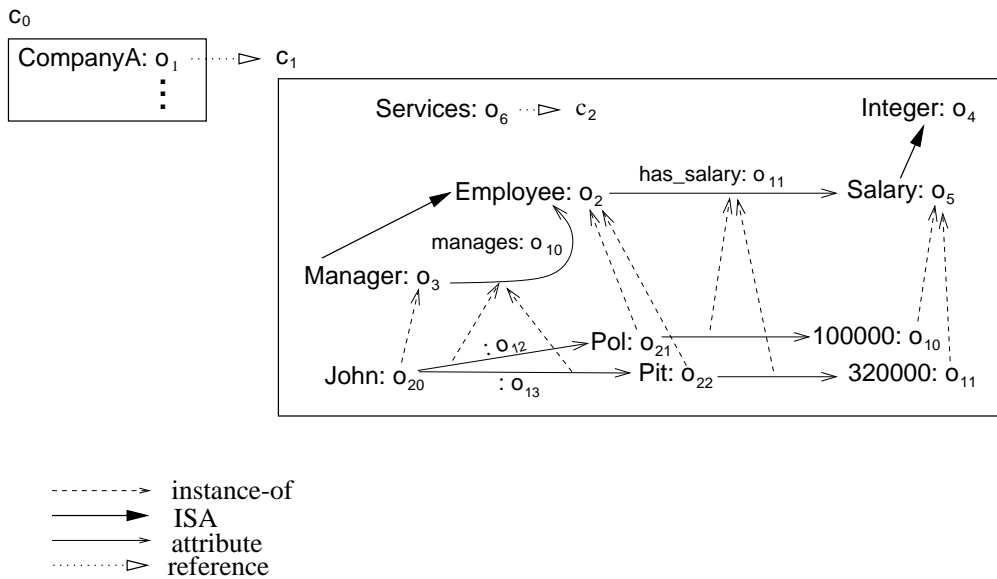 c₀
CompanyA: o₁
c₁
Services: o₆
c₂
Integer: o₄
Employee: o₂
has_salary: o₁₁
Salary: o₅
manages: o₁₀
Manager: o₃
: o₁₂
Pol: o₂₁
100000: o₁₀
John: o₂₀
: o₁₃
Pit: o₂₂
320000: o₁₁
instance-of
ISA
attribute
reference